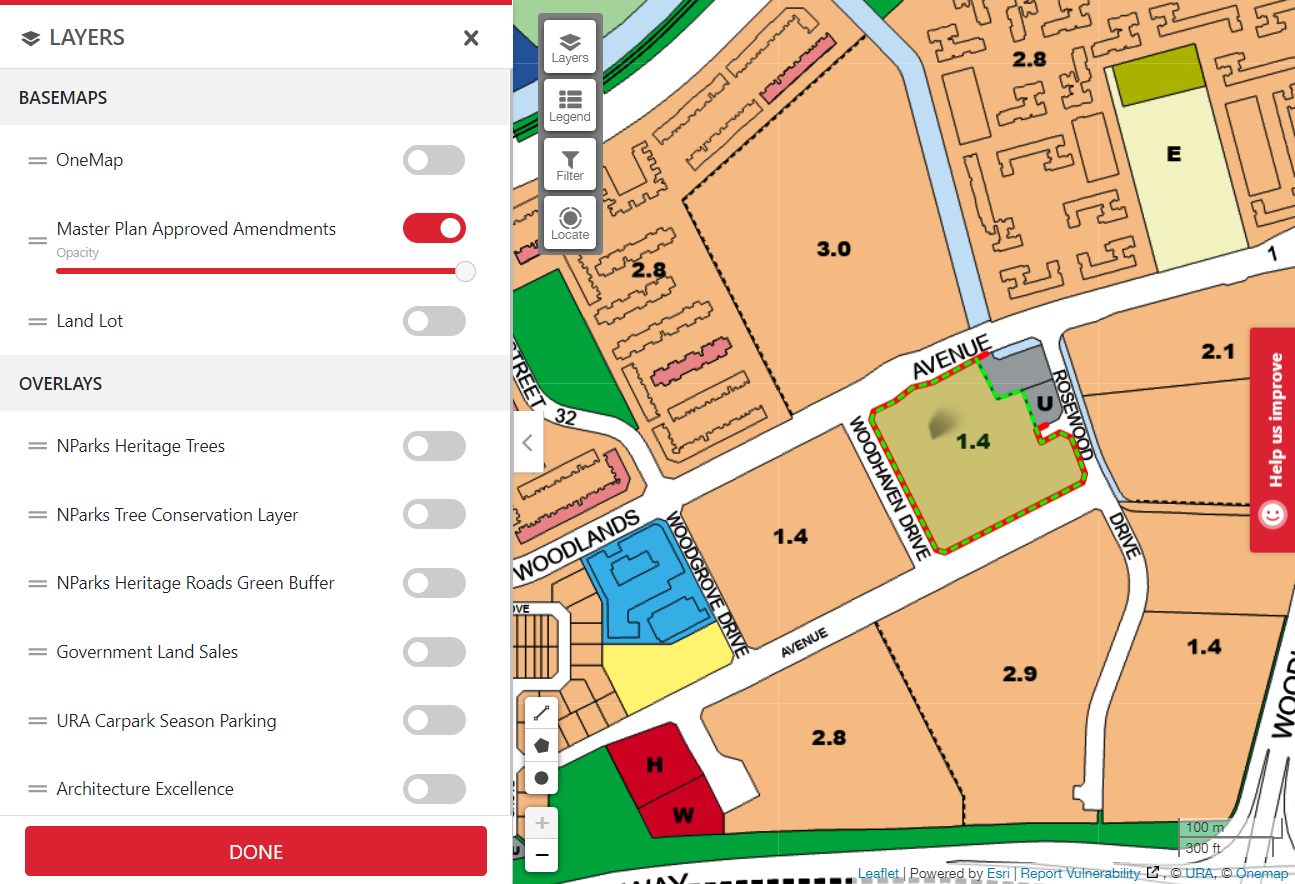 LAYERS
BASEMAPS
OneMap
Master Plan Approved Amendments
Opacity
Land Lot
OVERLAYS
NParks Heritage Trees
NParks Tree Conservation Layer
NParks Heritage Roads Green Buffer
Government Land Sales
URA Carpark Season Parking
Architecture Excellence
DONE
Layers
Legend
Filter
Locate
2.8
E
3.0
2.8
1
2.1
AVENUE
ROSEWOOD
U
1.4
STREET
32
WOODHAVEN DRIVE
WOODLANDS
WOODGROVE DRIVE
1.4
DRIVE
AVENUE
1.4
2.9
2.8
H
W
100 m
300 ft
Help us improve
Leaflet | Powered by Esri | Report Vulnerability , © URA, © Onemap